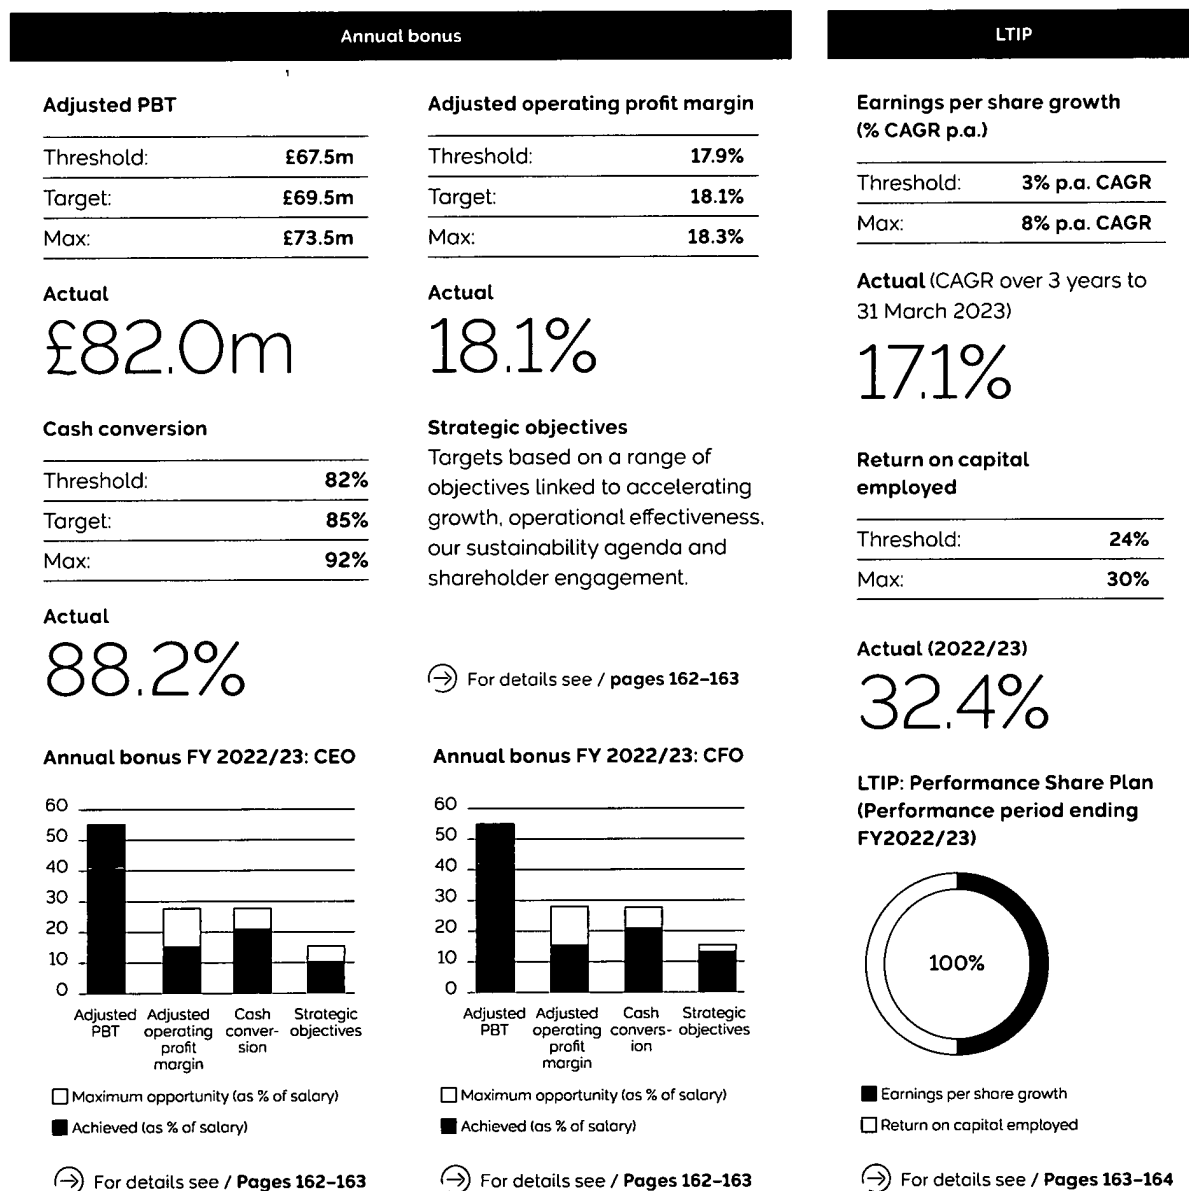 Annual bonus
Adjusted PBT
Threshold: £67.5m
Target: £69.5m
Max: £73.5m
Actual
£82.0m
Cash conversion
Threshold: 82%
Target: 85%
Max: 92%
Actual
88.2%
Adjusted operating profit margin
Threshold: 17.9%
Target: 18.1%
Max: 18.3%
Actual
18.1%
Strategic objectives
Targets based on a range of
objectives linked to accelerating
growth, operational effectiveness,
our sustainability agenda and
shareholder engagement.
For details see / pages 162–163
Annual bonus FY 2022/23: CEO
60
50
40
30
20
10
0
Adjusted
PBT
Adjusted
operating
profit
margin
Cash
conver-
sion
Strategic
objectives
Maximum opportunity (as % of salary)
Achieved (as % of salary)
For details see / Pages 162–163
Annual bonus FY 2022/23: CFO
60
50
40
30
20
10
0
Adjusted
PBT
Adjusted
operating
profit
margin
Cash
convers-
ion
Strategic
objectives
Maximum opportunity (as % of salary)
Achieved (as % of salary)
For details see / Pages 162–163
LTIP
Earnings per share growth
(% CAGR p.a.)
Threshold: 3% p.a. CAGR
Max: 8% p.a. CAGR
Actual (CAGR over 3 years to
31 March 2023)
17.1%
Return on capital
employed
Threshold: 24%
Max: 30%
Actual (2022/23)
32.4%
LTIP: Performance Share Plan
(Performance period ending
FY2022/23)
100%
Earnings per share growth
Return on capital employed
For details see / Pages 163–164